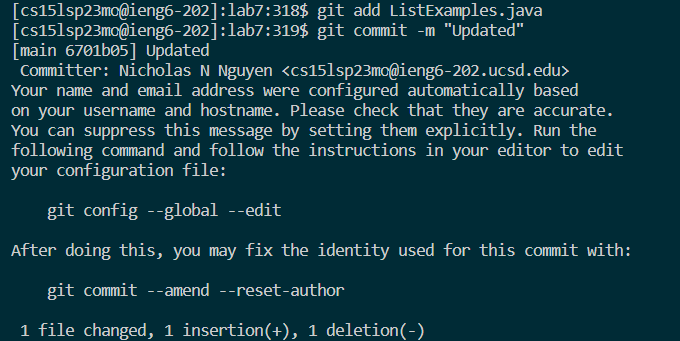 [cs15lsp23mo@ieng6-202]:lab7:318$ git add ListExamples.java
[cs15lsp23mo@ieng6-202]:lab7:319$ git commit -m "Updated"
[main 6701b05] Updated
Committer: Nicholas N Nguyen <cs15lsp23mo@ieng6-202.ucsd.edu>
Your name and email address were configured automatically based
on your username and hostname. Please check that they are accurate.
You can suppress this message by setting them explicitly. Run the
following command and follow the instructions in your editor to edit
your configuration file:
git config --global --edit
After doing this, you may fix the identity used for this commit with:
git commit --amend --reset-author
1 file changed, 1 insertion(+), 1 deletion(-)